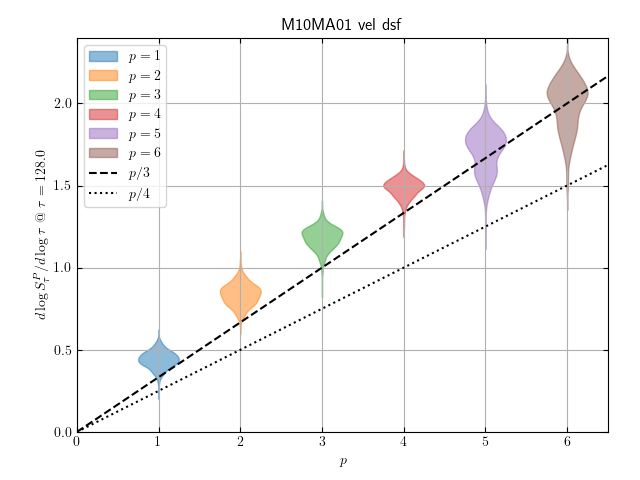 M10MA01 vel dsf
p = 1
p = 2
p = 3
p = 4
p = 5
p = 6
p/3
p/4
d log S_τ^P / d log τ @ τ = 128.0
2.0
1.5
1.0
0.5
0.0
0 1 2 3 4 5 6
p